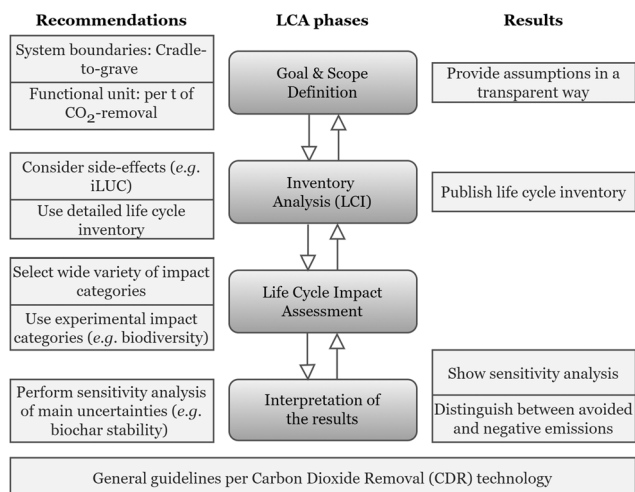 Recommendations
LCA phases
Results
System boundaries: Cradle-
to-grave
Functional unit: per t of
CO₂-removal
Goal & Scope
Definition
Provide assumptions in a
transparent way
Consider side-effects (e.g.
iLUC)
Use detailed life cycle
inventory
Inventory
Analysis (LCI)
Publish life cycle inventory
Select wide variety of impact
categories
Use experimental impact
categories (e.g. biodiversity)
Life Cycle Impact
Assessment
Perform sensitivity analysis
of main uncertainties (e.g.
biochar stability)
Interpretation of
the results
Show sensitivity analysis
Distinguish between avoided
and negative emissions
General guidelines per Carbon Dioxide Removal (CDR) technology